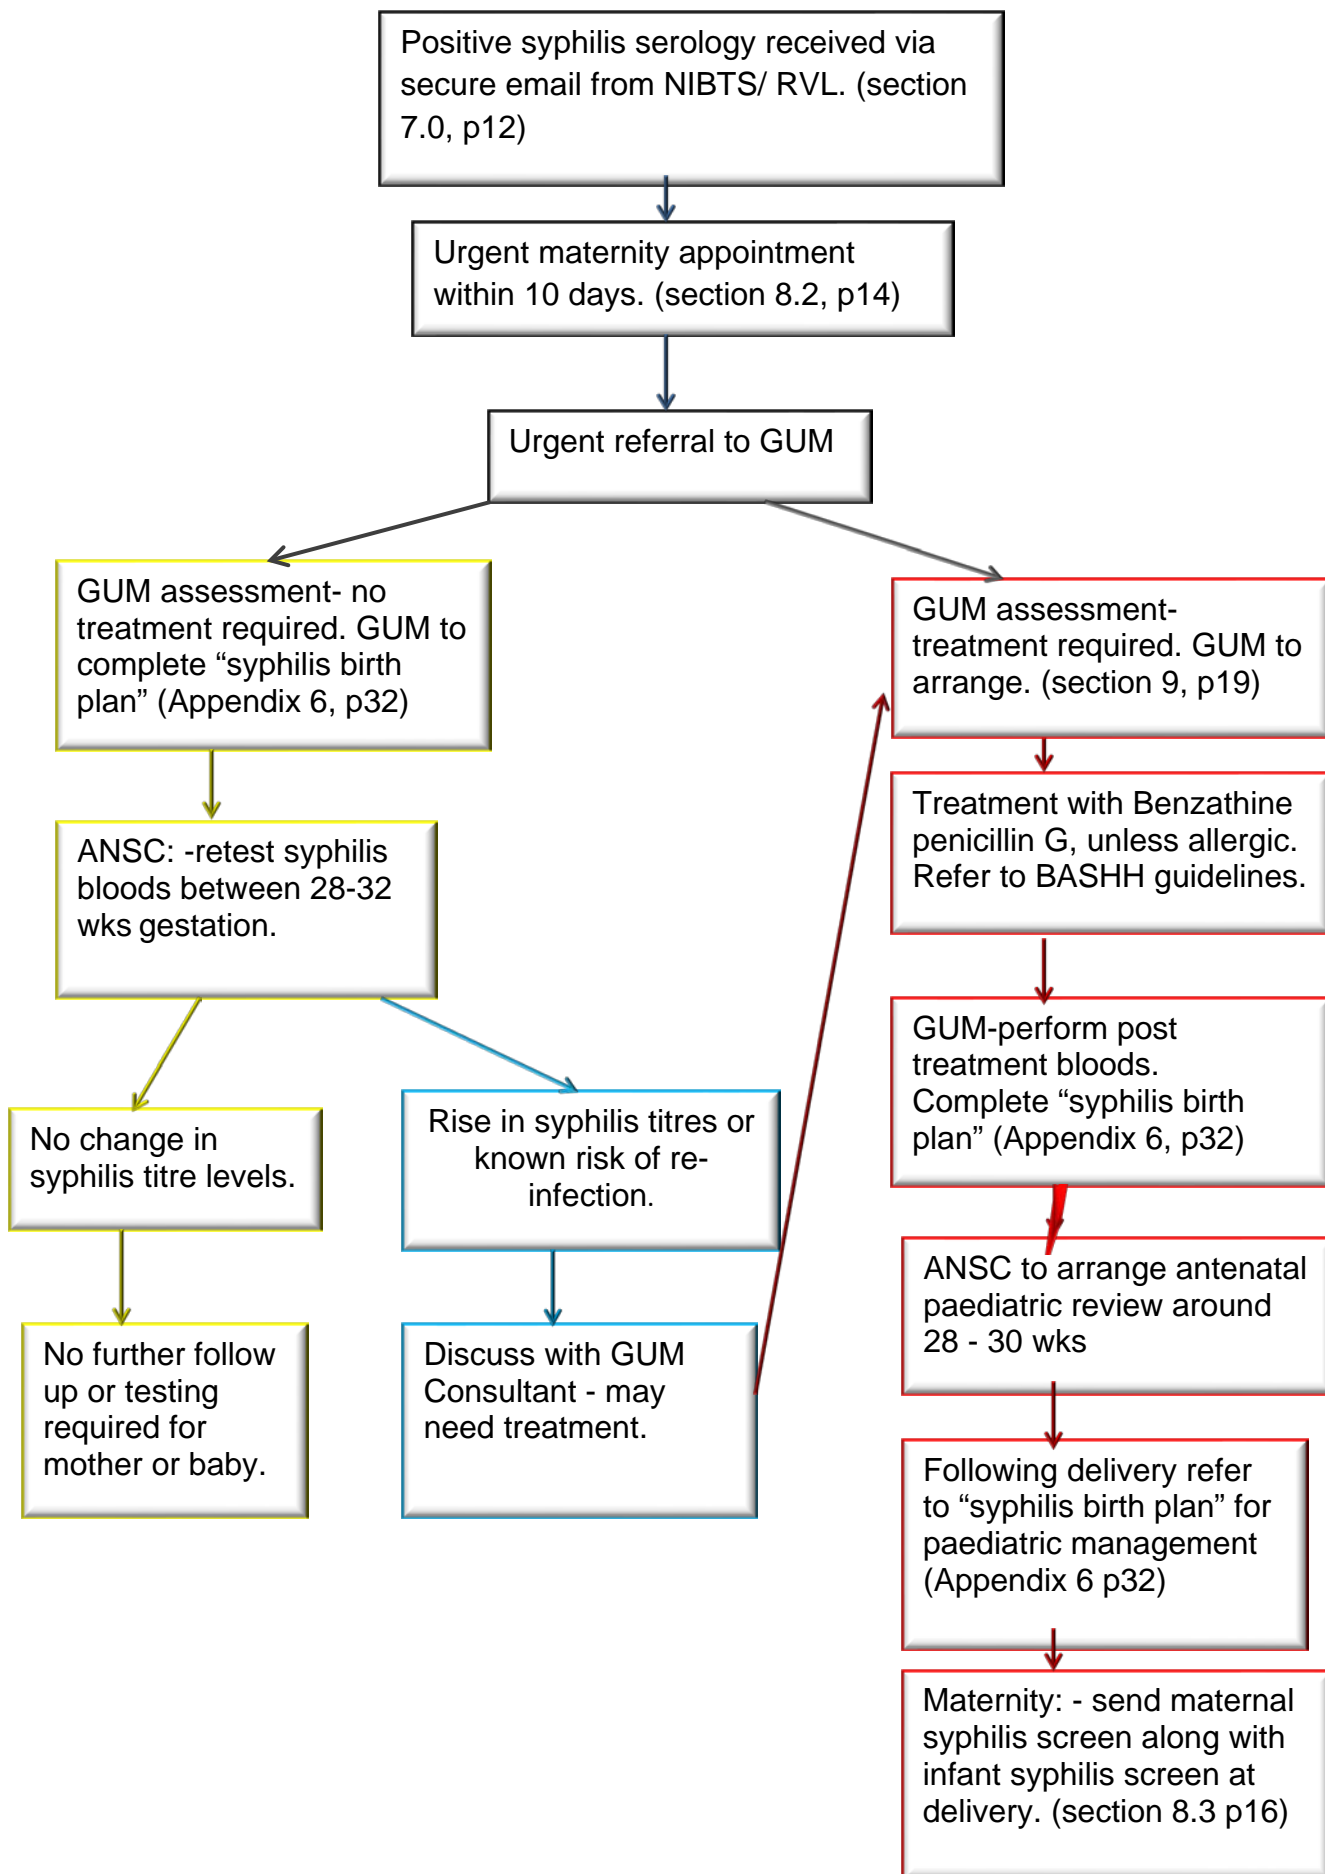 Positive syphilis serology received via
secure email from NIBTS/ RVL. (section
7.0, p12)
Urgent maternity appointment
within 10 days. (section 8.2, p14)
Urgent referral to GUM
GUM assessment- no
treatment required. GUM to
complete “syphilis birth
plan” (Appendix 6, p32)
ANSC: -retest syphilis
bloods between 28-32
wks gestation.
No change in
syphilis titre levels.
No further follow
up or testing
required for
mother or baby.
Rise in syphilis titres or
known risk of re-
infection.
Discuss with GUM
Consultant - may
need treatment.
GUM assessment-
treatment required. GUM to
arrange. (section 9, p19)
Treatment with Benzathine
penicillin G, unless allergic.
Refer to BASHH guidelines.
GUM-perform post
treatment bloods.
Complete “syphilis birth
plan” (Appendix 6, p32)
ANSC to arrange antenatal
paediatric review around
28 - 30 wks
Following delivery refer
to “syphilis birth plan” for
paediatric management
(Appendix 6 p32)
Maternity: - send maternal
syphilis screen along with
infant syphilis screen at
delivery. (section 8.3 p16)